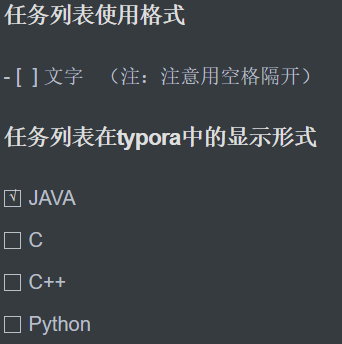 任务列表使用格式
- [ ] 文字 （注：注意用空格隔开）
任务列表在typora中的显示形式
JAVA
C
C++
Python